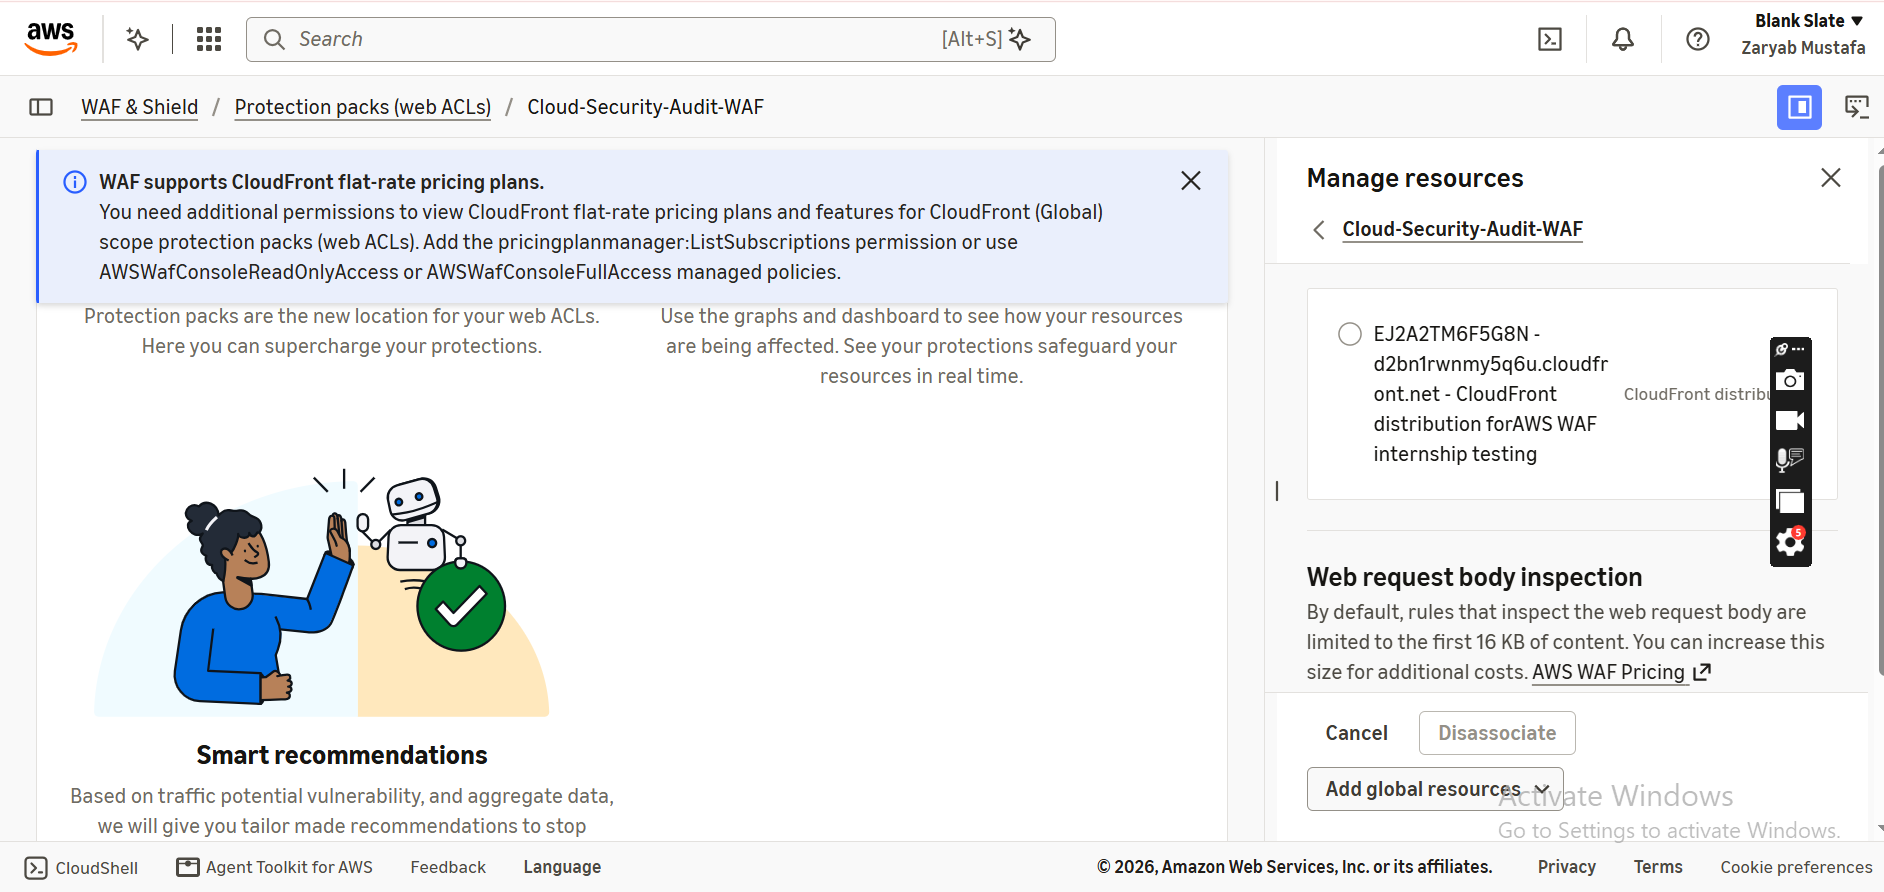 aws
Search
[Alt+S]
Blank Slate
Zaryab Mustafa
WAF & Shield / Protection packs (web ACLs) / Cloud-Security-Audit-WAF
WAF supports CloudFront flat-rate pricing plans.
You need additional permissions to view CloudFront flat-rate pricing plans and features for CloudFront (Global)
scope protection packs (web ACLs). Add the pricingplanmanager:ListSubscriptions permission or use
AWSWafConsoleReadOnlyAccess or AWSWafConsoleFullAccess managed policies.
Protection packs are the new location for your web ACLs.
Here you can supercharge your protections.
Use the graphs and dashboard to see how your resources
are being affected. See your protections safeguard your
resources in real time.
Smart recommendations
Based on traffic potential vulnerability, and aggregate data,
we will give you tailor made recommendations to stop
Manage resources
Cloud-Security-Audit-WAF
EJ2A2TM6F5G8N -
d2bn1rwnmy5q6u.cloudfr
ont.net - CloudFront
distribution forAWS WAF
internship testing
CloudFront distribu
5
Web request body inspection
By default, rules that inspect the web request body are
limited to the first 16 KB of content. You can increase this
size for additional costs. AWS WAF Pricing
Cancel
Disassociate
Add global resources
Activate Windows
Go to Settings to activate Windows.
CloudShell
Agent Toolkit for AWS
Feedback
Language
© 2026, Amazon Web Services, Inc. or its affiliates.
Privacy
Terms
Cookie preferences